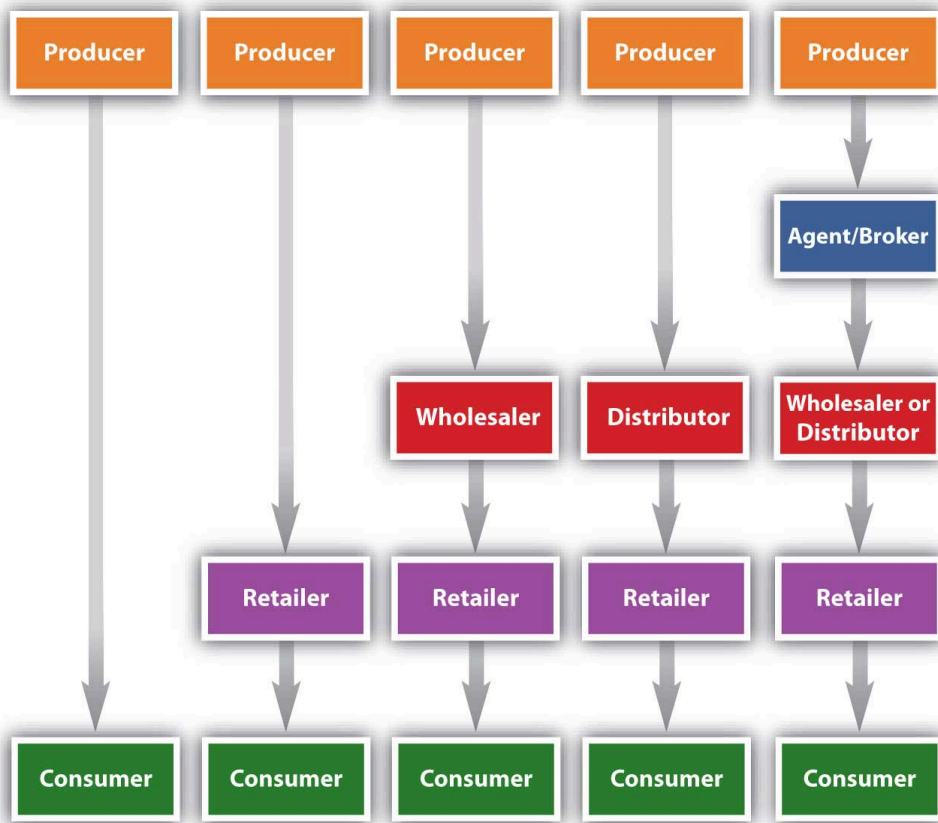 Producer
Producer
Producer
Producer
Producer
Agent/Broker
Wholesaler
Distributor
Wholesaler or
Distributor
Retailer
Retailer
Retailer
Retailer
Consumer
Consumer
Consumer
Consumer
Consumer